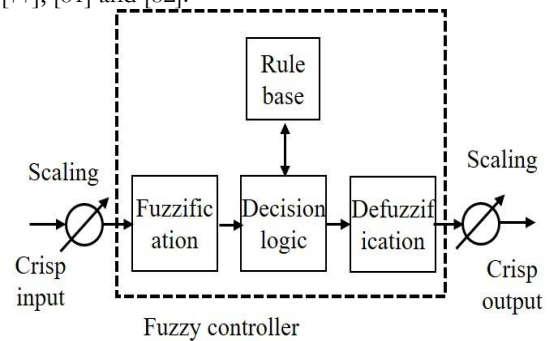 [77], [81] and [82].
Rule
base
Scaling
Scaling
Fuzzific
ation
Decision
logic
Defuzzif
ication
Crisp
input
Crisp
output
Fuzzy controller